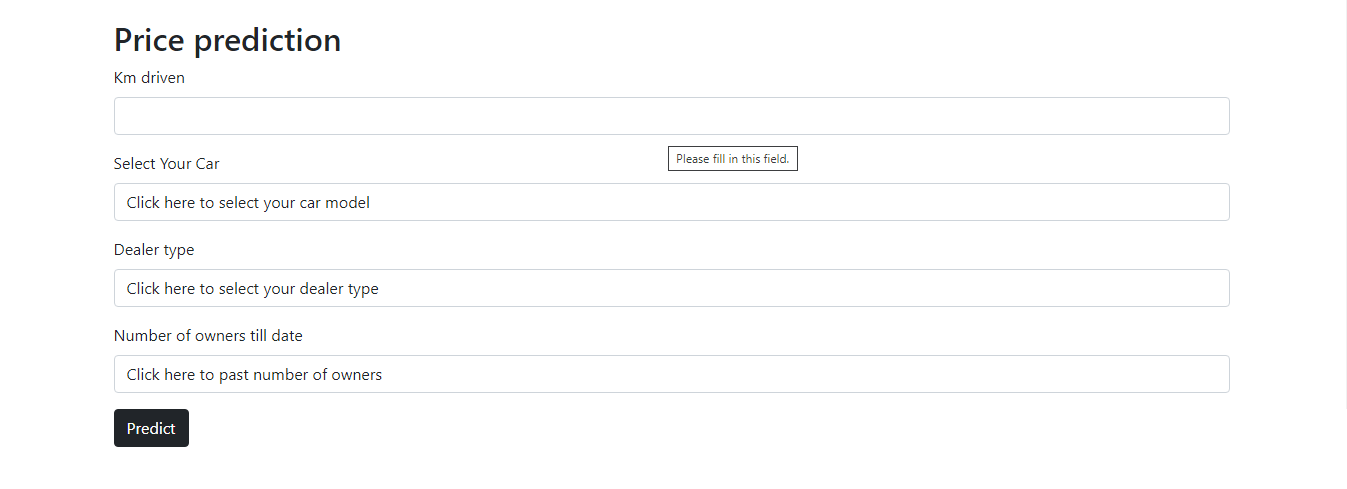 Price prediction
Km driven
Please fill in this field.
Select Your Car
Click here to select your car model
Dealer type
Click here to select your dealer type
Number of owners till date
Click here to past number of owners
Predict